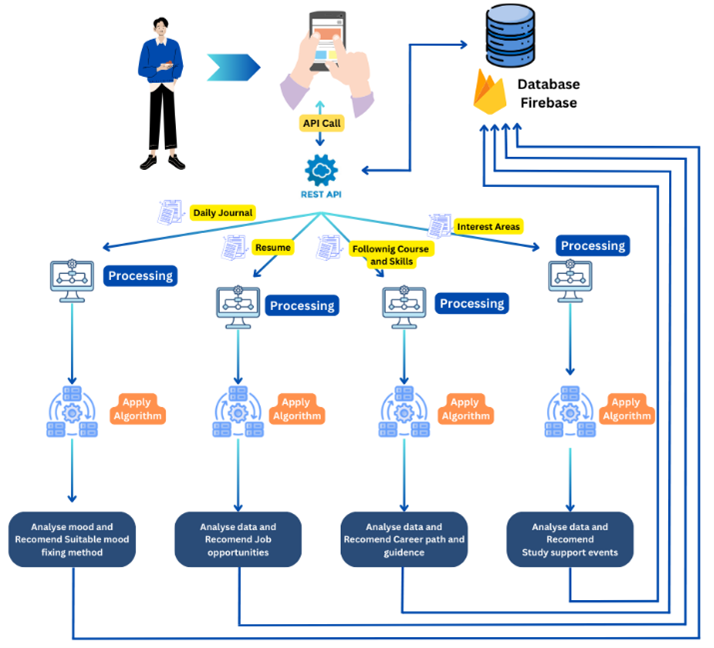 Database
Firebase
API Call
REST API
Daily Journal
Interest Areas
Resume
Follownig Course
and Skills
Processing
Processing
Processing
Processing
Apply
Algorithm
Apply
Algorithm
Apply
Algorithm
Apply
Algorithm
Analyse mood and
Recomend Suitable mood
fixing method
Analyse data and
Recomend Job
opportunities
Analyse data and
Recomend Career path and
guidence
Analyse data and
Recomend
Study support events